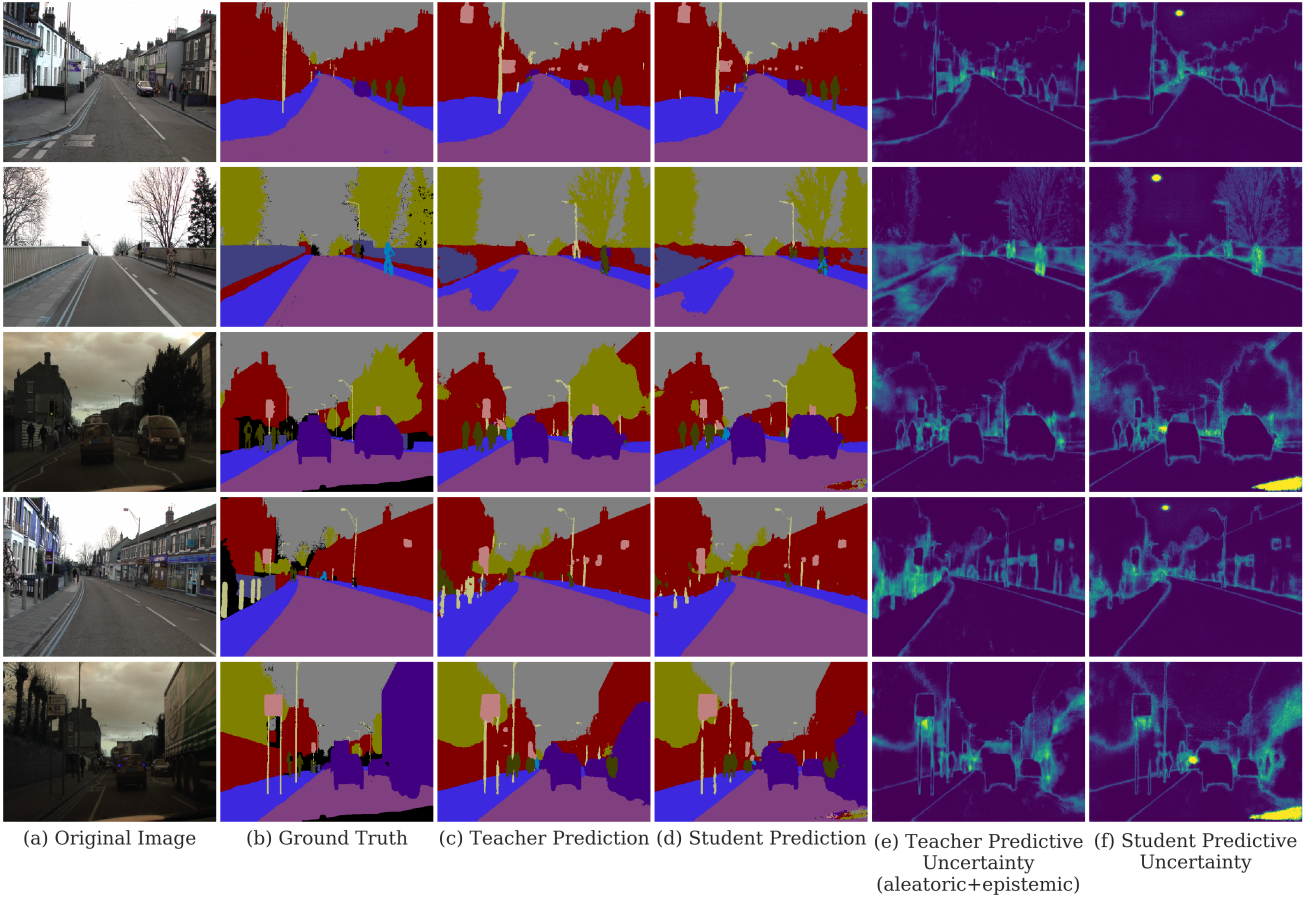 (a) Original Image
(b) Ground Truth
(c) Teacher Prediction
(d) Student Prediction
(e) Teacher Predictive
Uncertainty
(aleatoric+epistemic)
(f) Student Predictive
Uncertainty